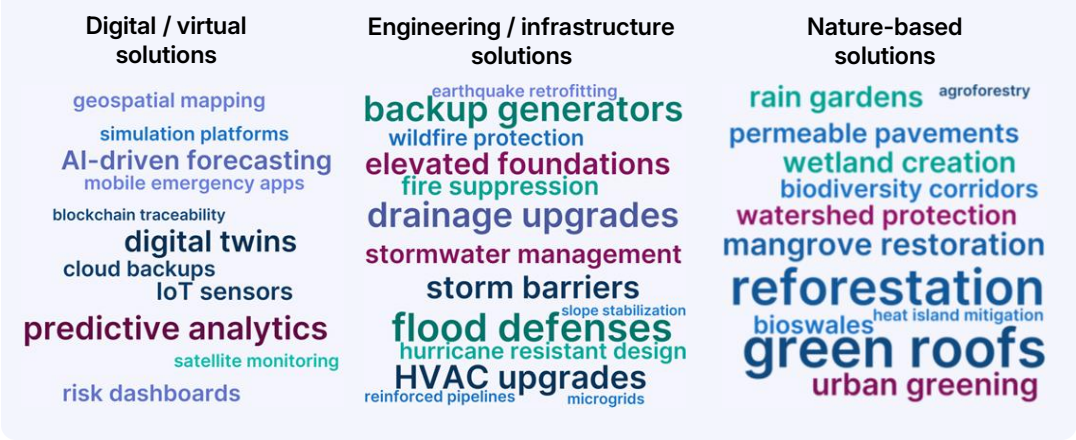 Digital / virtual
solutions
geospatial mapping
simulation platforms
AI-driven forecasting
mobile emergency apps
blockchain traceability
digital twins
cloud backups
IoT sensors
predictive analytics
satellite monitoring
risk dashboards
Engineering / infrastructure
solutions
earthquake retrofitting
backup generators
wildfire protection
elevated foundations
fire suppression
drainage upgrades
stormwater management
storm barriers
slope stabilization
flood defenses
hurricane resistant design
HVAC upgrades
reinforced pipelines
microgrids
Nature-based
solutions
rain gardens
agroforestry
permeable pavements
wetland creation
biodiversity corridors
watershed protection
mangrove restoration
reforestation
heat island mitigation
bioswales
green roofs
urban greening